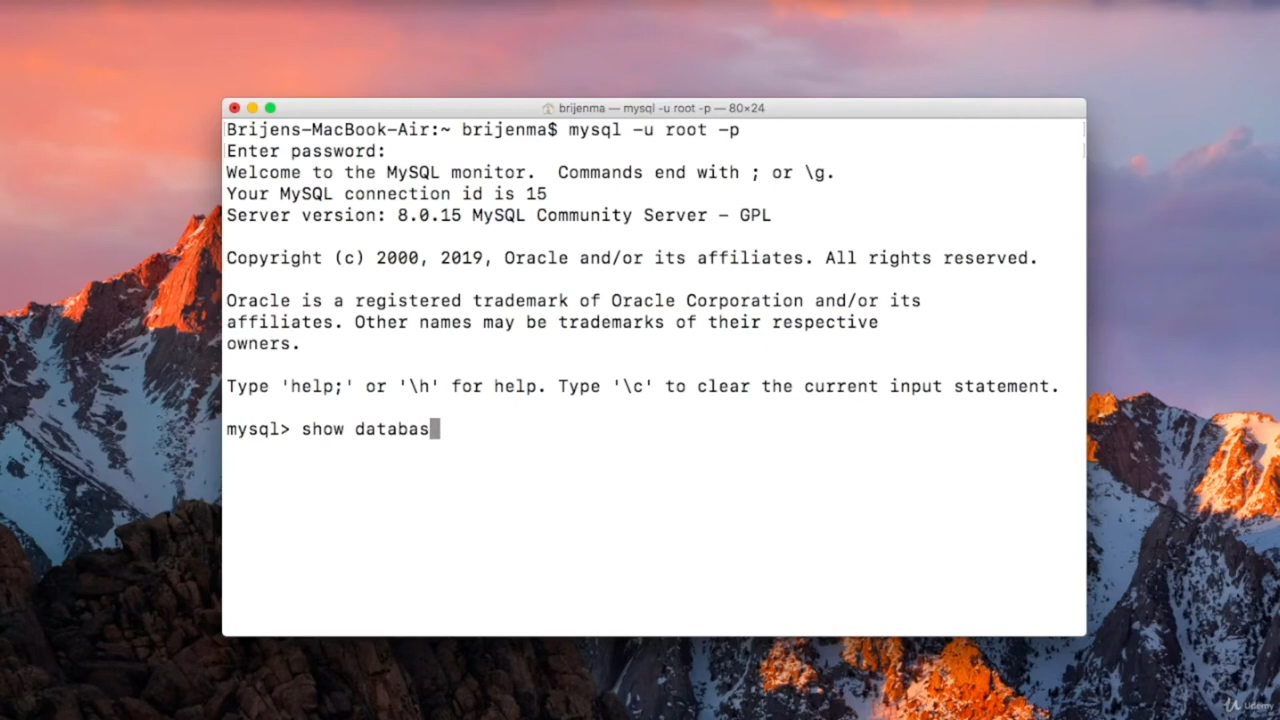 brijenma — mysql -u root -p — 80×24
Brijens-MacBook-Air:~ brijenma$ mysql -u root -p
Enter password:
Welcome to the MySQL monitor.  Commands end with ; or \g.
Your MySQL connection id is 15
Server version: 8.0.15 MySQL Community Server - GPL
Copyright (c) 2000, 2019, Oracle and/or its affiliates. All rights reserved.
Oracle is a registered trademark of Oracle Corporation and/or its
affiliates. Other names may be trademarks of their respective
owners.
Type 'help;' or '\h' for help. Type '\c' to clear the current input statement.
mysql> show databas
Udemy